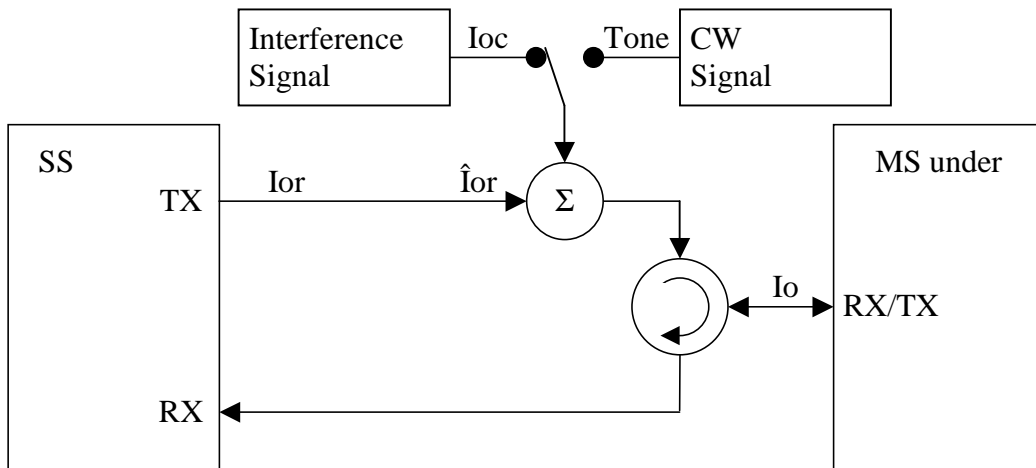 Interference
Signal
Ioc
Tone
CW
Signal
SS
MS under
TX
Ior
Îor
Σ
Io
RX/TX
RX